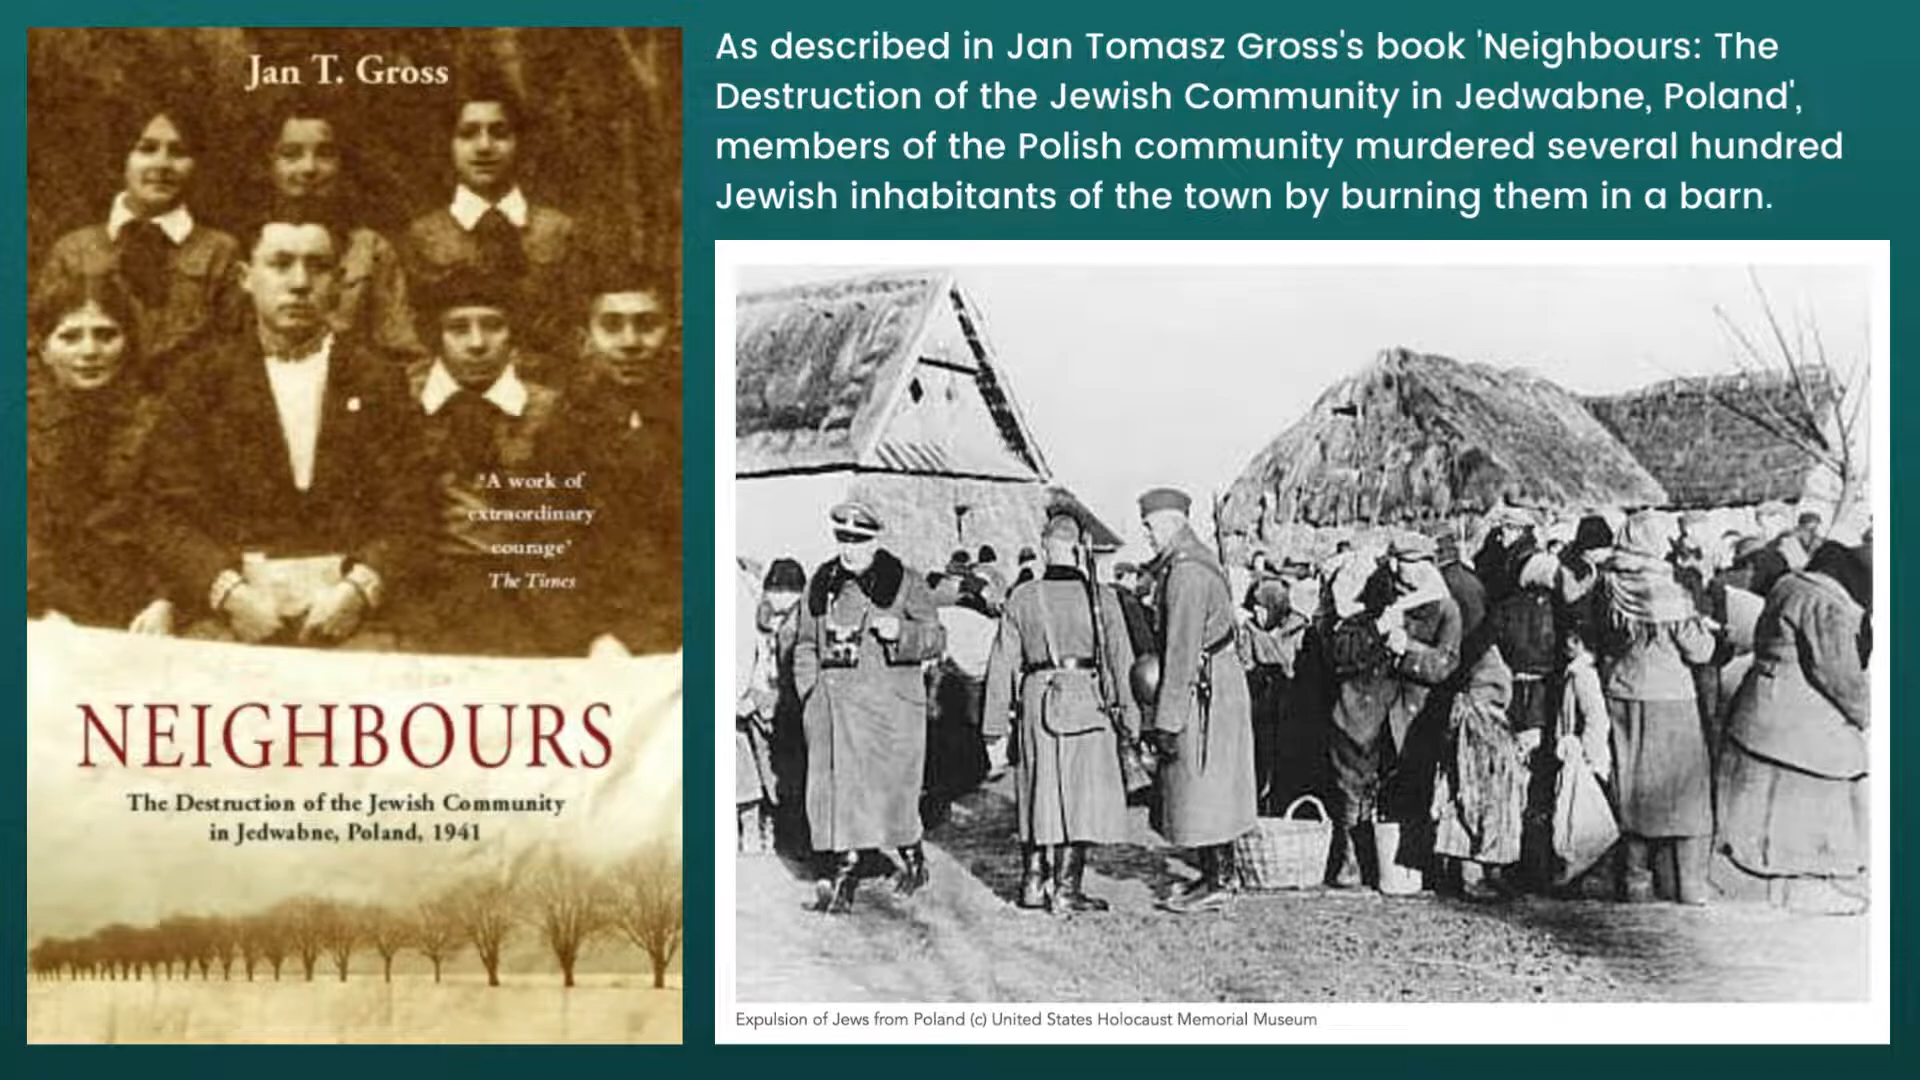 Jan T. Gross
'A work of
extraordinary
courage'
The Times
NEIGHBOURS
The Destruction of the Jewish Community
in Jedwabne, Poland, 1941
As described in Jan Tomasz Gross's book 'Neighbours: The
Destruction of the Jewish Community in Jedwabne, Poland',
members of the Polish community murdered several hundred
Jewish inhabitants of the town by burning them in a barn.
Expulsion of Jews from Poland (c) United States Holocaust Memorial Museum